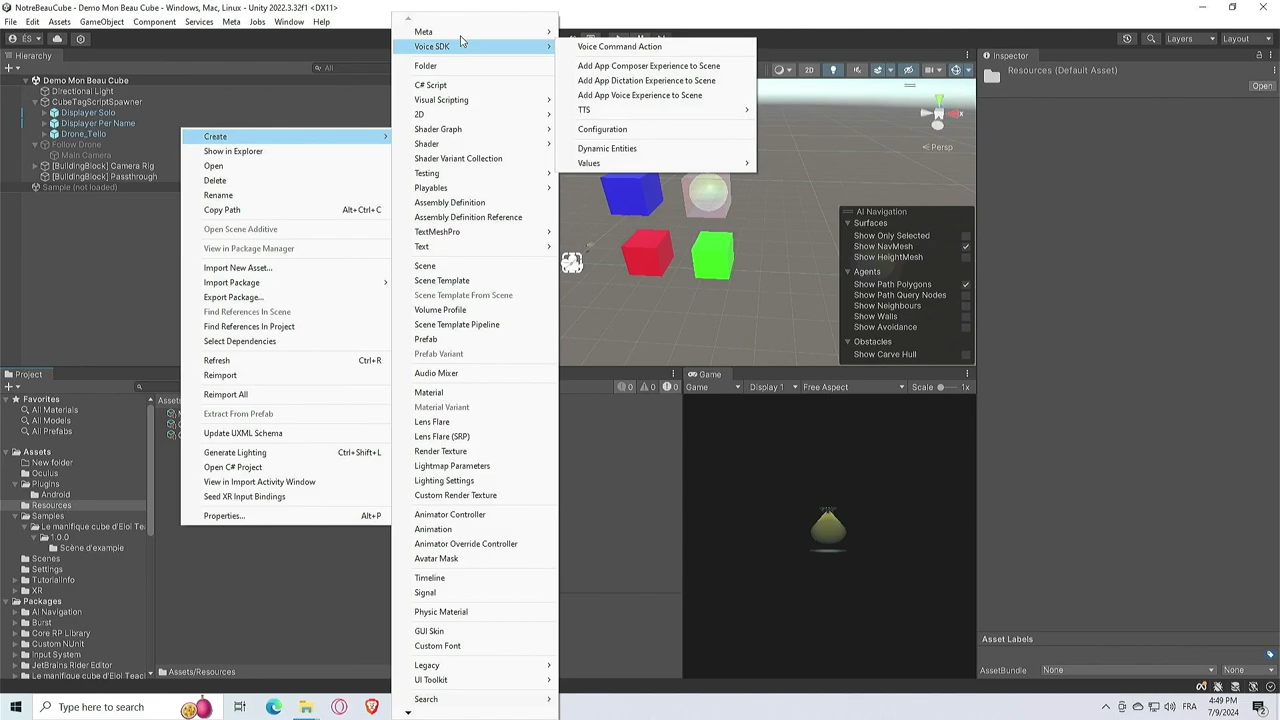 NotreBeauCube - Demo Mon Beau Cube - Windows, Mac, Linux - Unity 2022.3.32f1 <DX11>
File Edit Assets GameObject Component Services Meta Jobs Window Help
Layers Layout
Hierarchy
All
Demo Mon Beau Cube
Directional Light
CubeTagScriptSpawner
Displayer Solo
Displayer Per Name
Drone_Tello
Follow Drone
Main Camera
[BuildingBlock] Camera Rig
[BuildingBlock] Passthrough
Sample (not loaded)
Create
Show in Explorer
Open
Delete
Rename
Copy Path Alt+Ctrl+C
Open Scene Additive
View in Package Manager
Import New Asset...
Import Package
Export Package...
Find References In Scene
Find References In Project
Select Dependencies
Refresh Ctrl+R
Reimport
Reimport All
Extract From Prefab
Update UXML Schema
Generate Lighting Ctrl+Shift+L
Open C# Project
View in Import Activity Window
Seed XR Input Bindings
Properties... Alt+P
Meta
Voice SDK
Folder
C# Script
Visual Scripting
2D
Shader Graph
Shader
Shader Variant Collection
Testing
Playables
Assembly Definition
Assembly Definition Reference
TextMeshPro
Text
Scene
Scene Template
Scene Template From Scene
Volume Profile
Scene Template Pipeline
Prefab
Prefab Variant
Audio Mixer
Material
Material Variant
Lens Flare
Lens Flare (SRP)
Render Texture
Lightmap Parameters
Lighting Settings
Custom Render Texture
Animator Controller
Animation
Animator Override Controller
Avatar Mask
Timeline
Signal
Physic Material
GUI Skin
Custom Font
Legacy
UI Toolkit
Search
Voice Command Action
Add App Composer Experience to Scene
Add App Dictation Experience to Scene
Add App Voice Experience to Scene
TTS
Configuration
Dynamic Entities
Values
Persp
AI Navigation
Surfaces
Show Only Selected
Show NavMesh
Show HeightMesh
Agents
Show Path Polygons
Show Path Query Nodes
Show Neighbours
Show Walls
Show Avoidance
Obstacles
Show Carve Hull
Inspector
Resources (Default Asset)
Open
Asset Labels
AssetBundle None None
Project
Favorites
All Materials
All Models
All Prefabs
Assets
New folder
Oculus
Plugins
Android
Resources
Samples
Le manifique cube d'Eloi Tea
1.0.0
Scène d'example
Scenes
Settings
TutorialInfo
XR
Packages
AI Navigation
Burst
Core RP Library
Custom NUnit
Input System
JetBrains Rider Editor
Le manifique cube d'Eloi Teac
Assets/Resources
0 0 0
Game
Game Display 1 Free Aspect Scale 1x
Type here to search
4:49 PM
7/9/2024